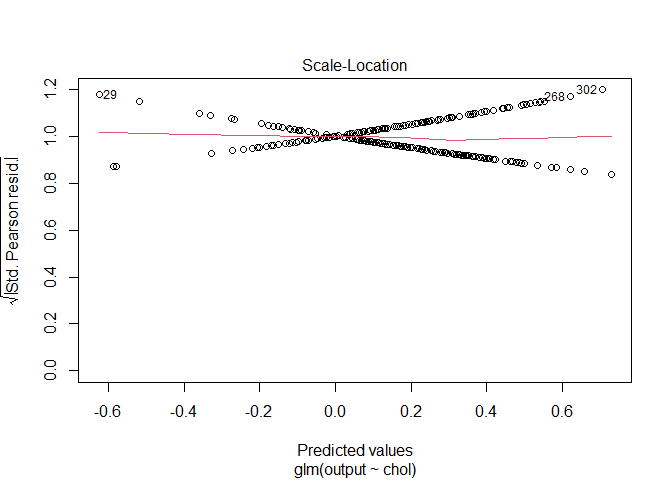 Scale-Location
√|Std. Pearson resid.|
1.2
1.0
0.8
0.6
0.4
0.2
0.0
29
268
302
-0.6 -0.4 -0.2 0.0 0.2 0.4 0.6
Predicted values
glm(output ~ chol)